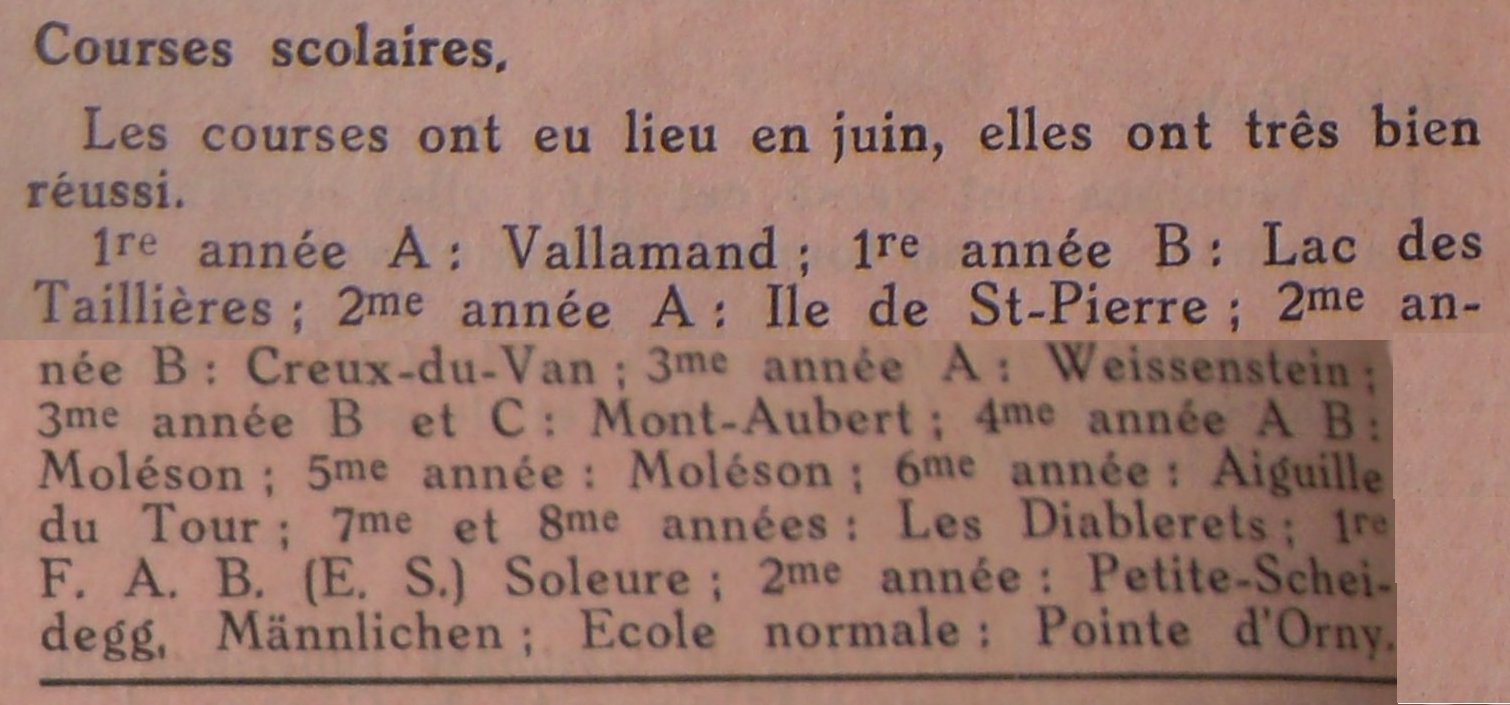 Courses scolaires.
Les courses ont eu lieu en juin, elles ont três bien
réussi.
1re année A : Vallamand ; 1re année B : Lac des
Taillières ; 2me année A : Ile de St-Pierre ; 2me an-
née B : Creux-du-Van ; 3me année A : Weissenstein ;
3me année B et C : Mont-Aubert ; 4me année A B :
Moléson ; 5me année : Moléson ; 6me année : Aiguille
du Tour ; 7me et 8me années : Les Diablerets ; 1re
F. A. B. (E. S.) Soleure ; 2me année : Petite-Schei-
degg, Männlichen ; Ecole normale : Pointe d'Orny.